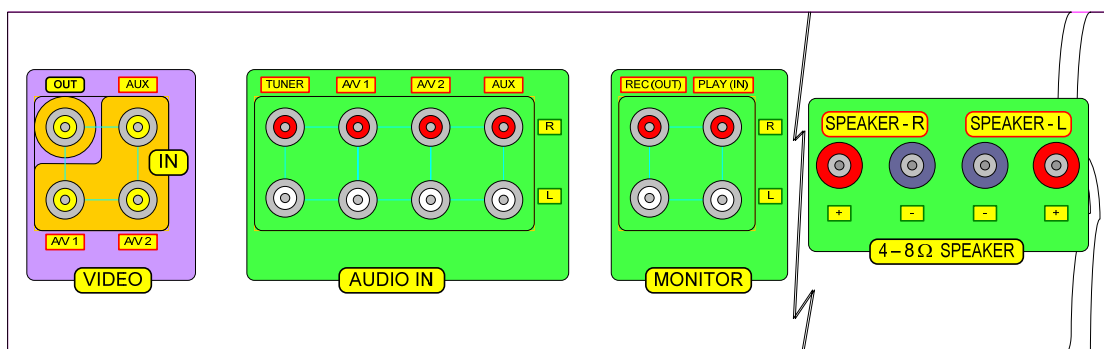 OUT AUX
IN
A/V 1 A/V 2
VIDEO
TUNER A/V 1 A/V 2 AUX
R
L
AUDIO IN
REC(OUT) PLAY(IN)
R
L
MONITOR
SPEAKER - R SPEAKER - L
+ - - +
4 – 8 Ω SPEAKER